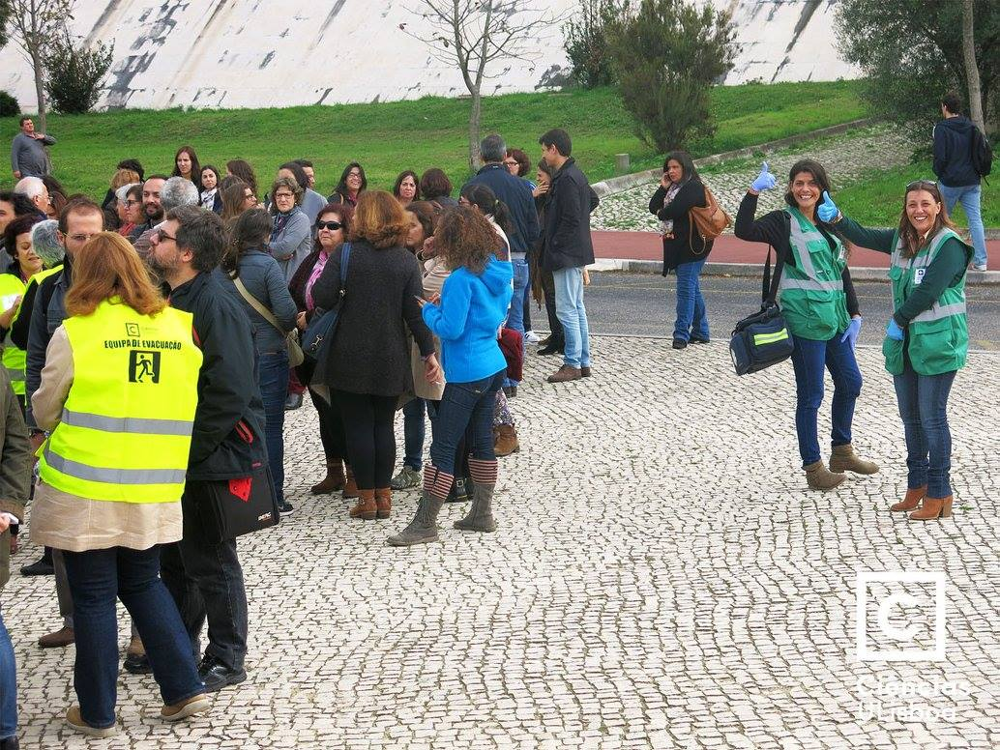 C
EQUIPA DE EVACUAÇÃO
C
Ciências
ULisboa